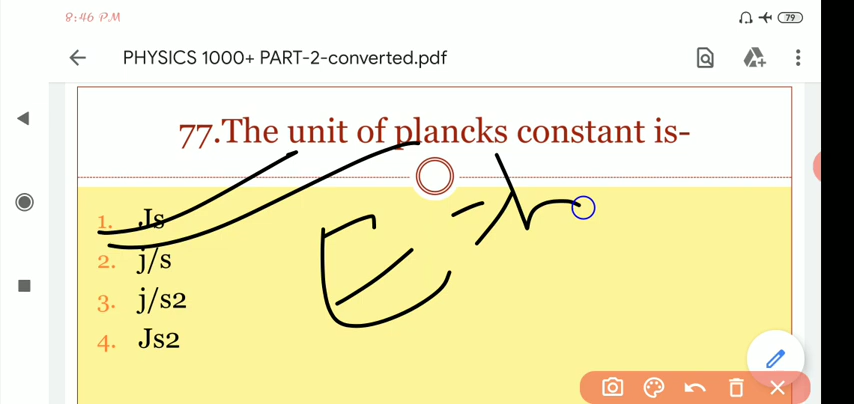 8:46 PM
79
PHYSICS 1000+ PART-2-converted.pdf
77.The unit of plancks constant is-
1. Js
2. j/s
3. j/s2
4. Js2
E=h